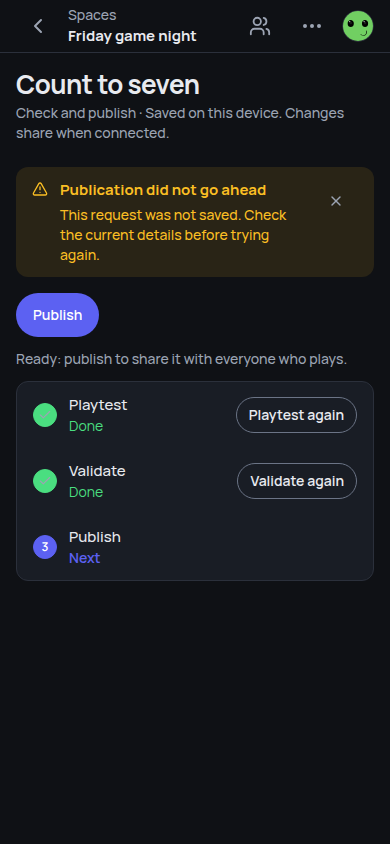 Spaces
Friday game night
Count to seven
Check and publish · Saved on this device. Changes
share when connected.
Publication did not go ahead
This request was not saved. Check
the current details before trying
again.
Publish
Ready: publish to share it with everyone who plays.
Playtest
Done
Playtest again
Validate
Done
Validate again
3
Publish
Next